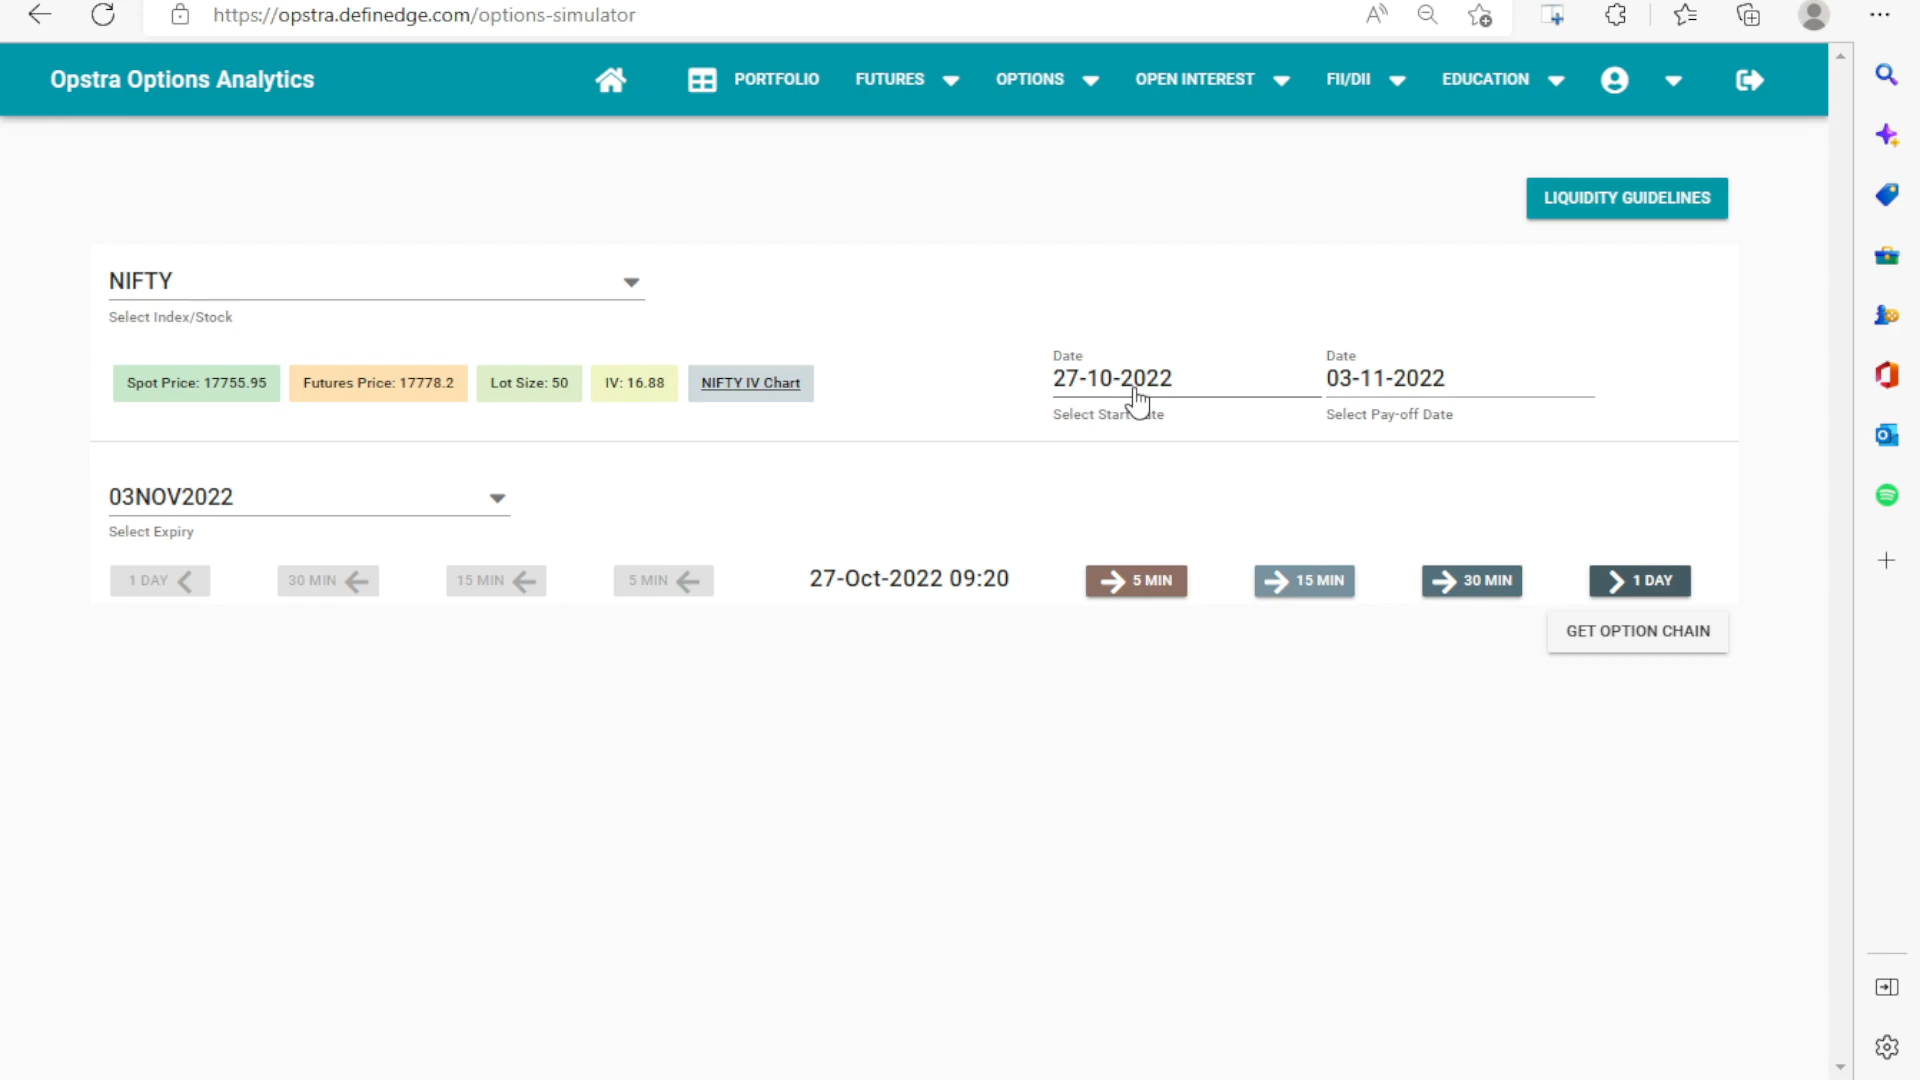 https://opstra.definedge.com/options-simulator
Opstra Options Analytics
PORTFOLIO
FUTURES
OPTIONS
OPEN INTEREST
FII/DII
EDUCATION
LIQUIDITY GUIDELINES
NIFTY
Select Index/Stock
Spot Price: 17755.95
Futures Price: 17778.2
Lot Size: 50
IV: 16.88
NIFTY IV Chart
Date
27-10-2022
Select Start Date
Date
03-11-2022
Select Pay-off Date
03NOV2022
Select Expiry
1 DAY
30 MIN
15 MIN
5 MIN
27-Oct-2022 09:20
5 MIN
15 MIN
30 MIN
1 DAY
GET OPTION CHAIN